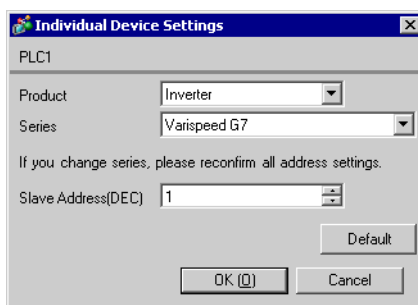 Individual Device Settings
PLC1
Product Inverter
Series Varispeed G7
If you change series, please reconfirm all address settings.
Slave Address(DEC) 1
Default
OK (O) Cancel